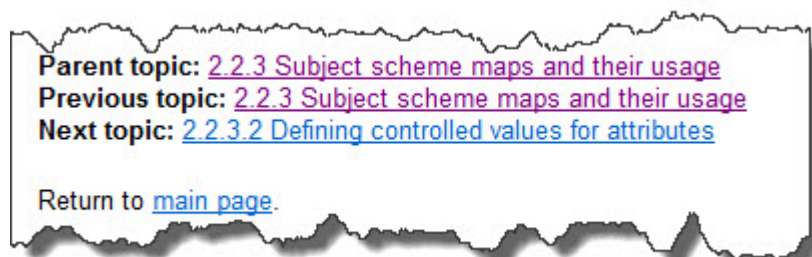 Parent topic: 2.2.3 Subject scheme maps and their usage
Previous topic: 2.2.3 Subject scheme maps and their usage
Next topic: 2.2.3.2 Defining controlled values for attributes
Return to main page.